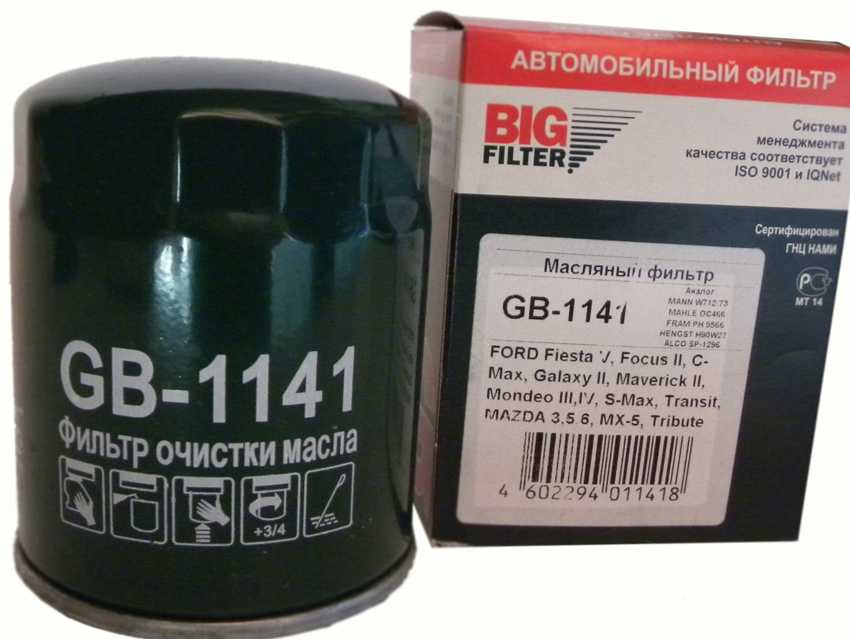 GB-1141
Фильтр очистки масла
+3/4
АВТОМОБИЛЬНЫЙ ФИЛЬТР
BIG
FILTER
Система
менеджмента
качества соответствует
ISO 9001 и IQNet
Сертифицирован
ГНЦ НАМИ
МТ 14
Масляный фильтр
GB-1141
Аналог
MANN W712/73
MAHLE OC466
FRAM PH 9566
HENGST H90W27
ALCO SP-1296
FORD Fiesta V, Focus II, C-
Max, Galaxy II, Maverick II,
Mondeo III,IV, S-Max, Transit,
MAZDA 3,5,6, MX-5, Tribute
4 602294 011418